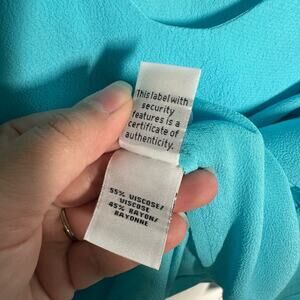 This label with
security
features is a
certificate of
authenticity.
55% VISCOSE/
VISCOSE
45% RAYON/
RAYONNE